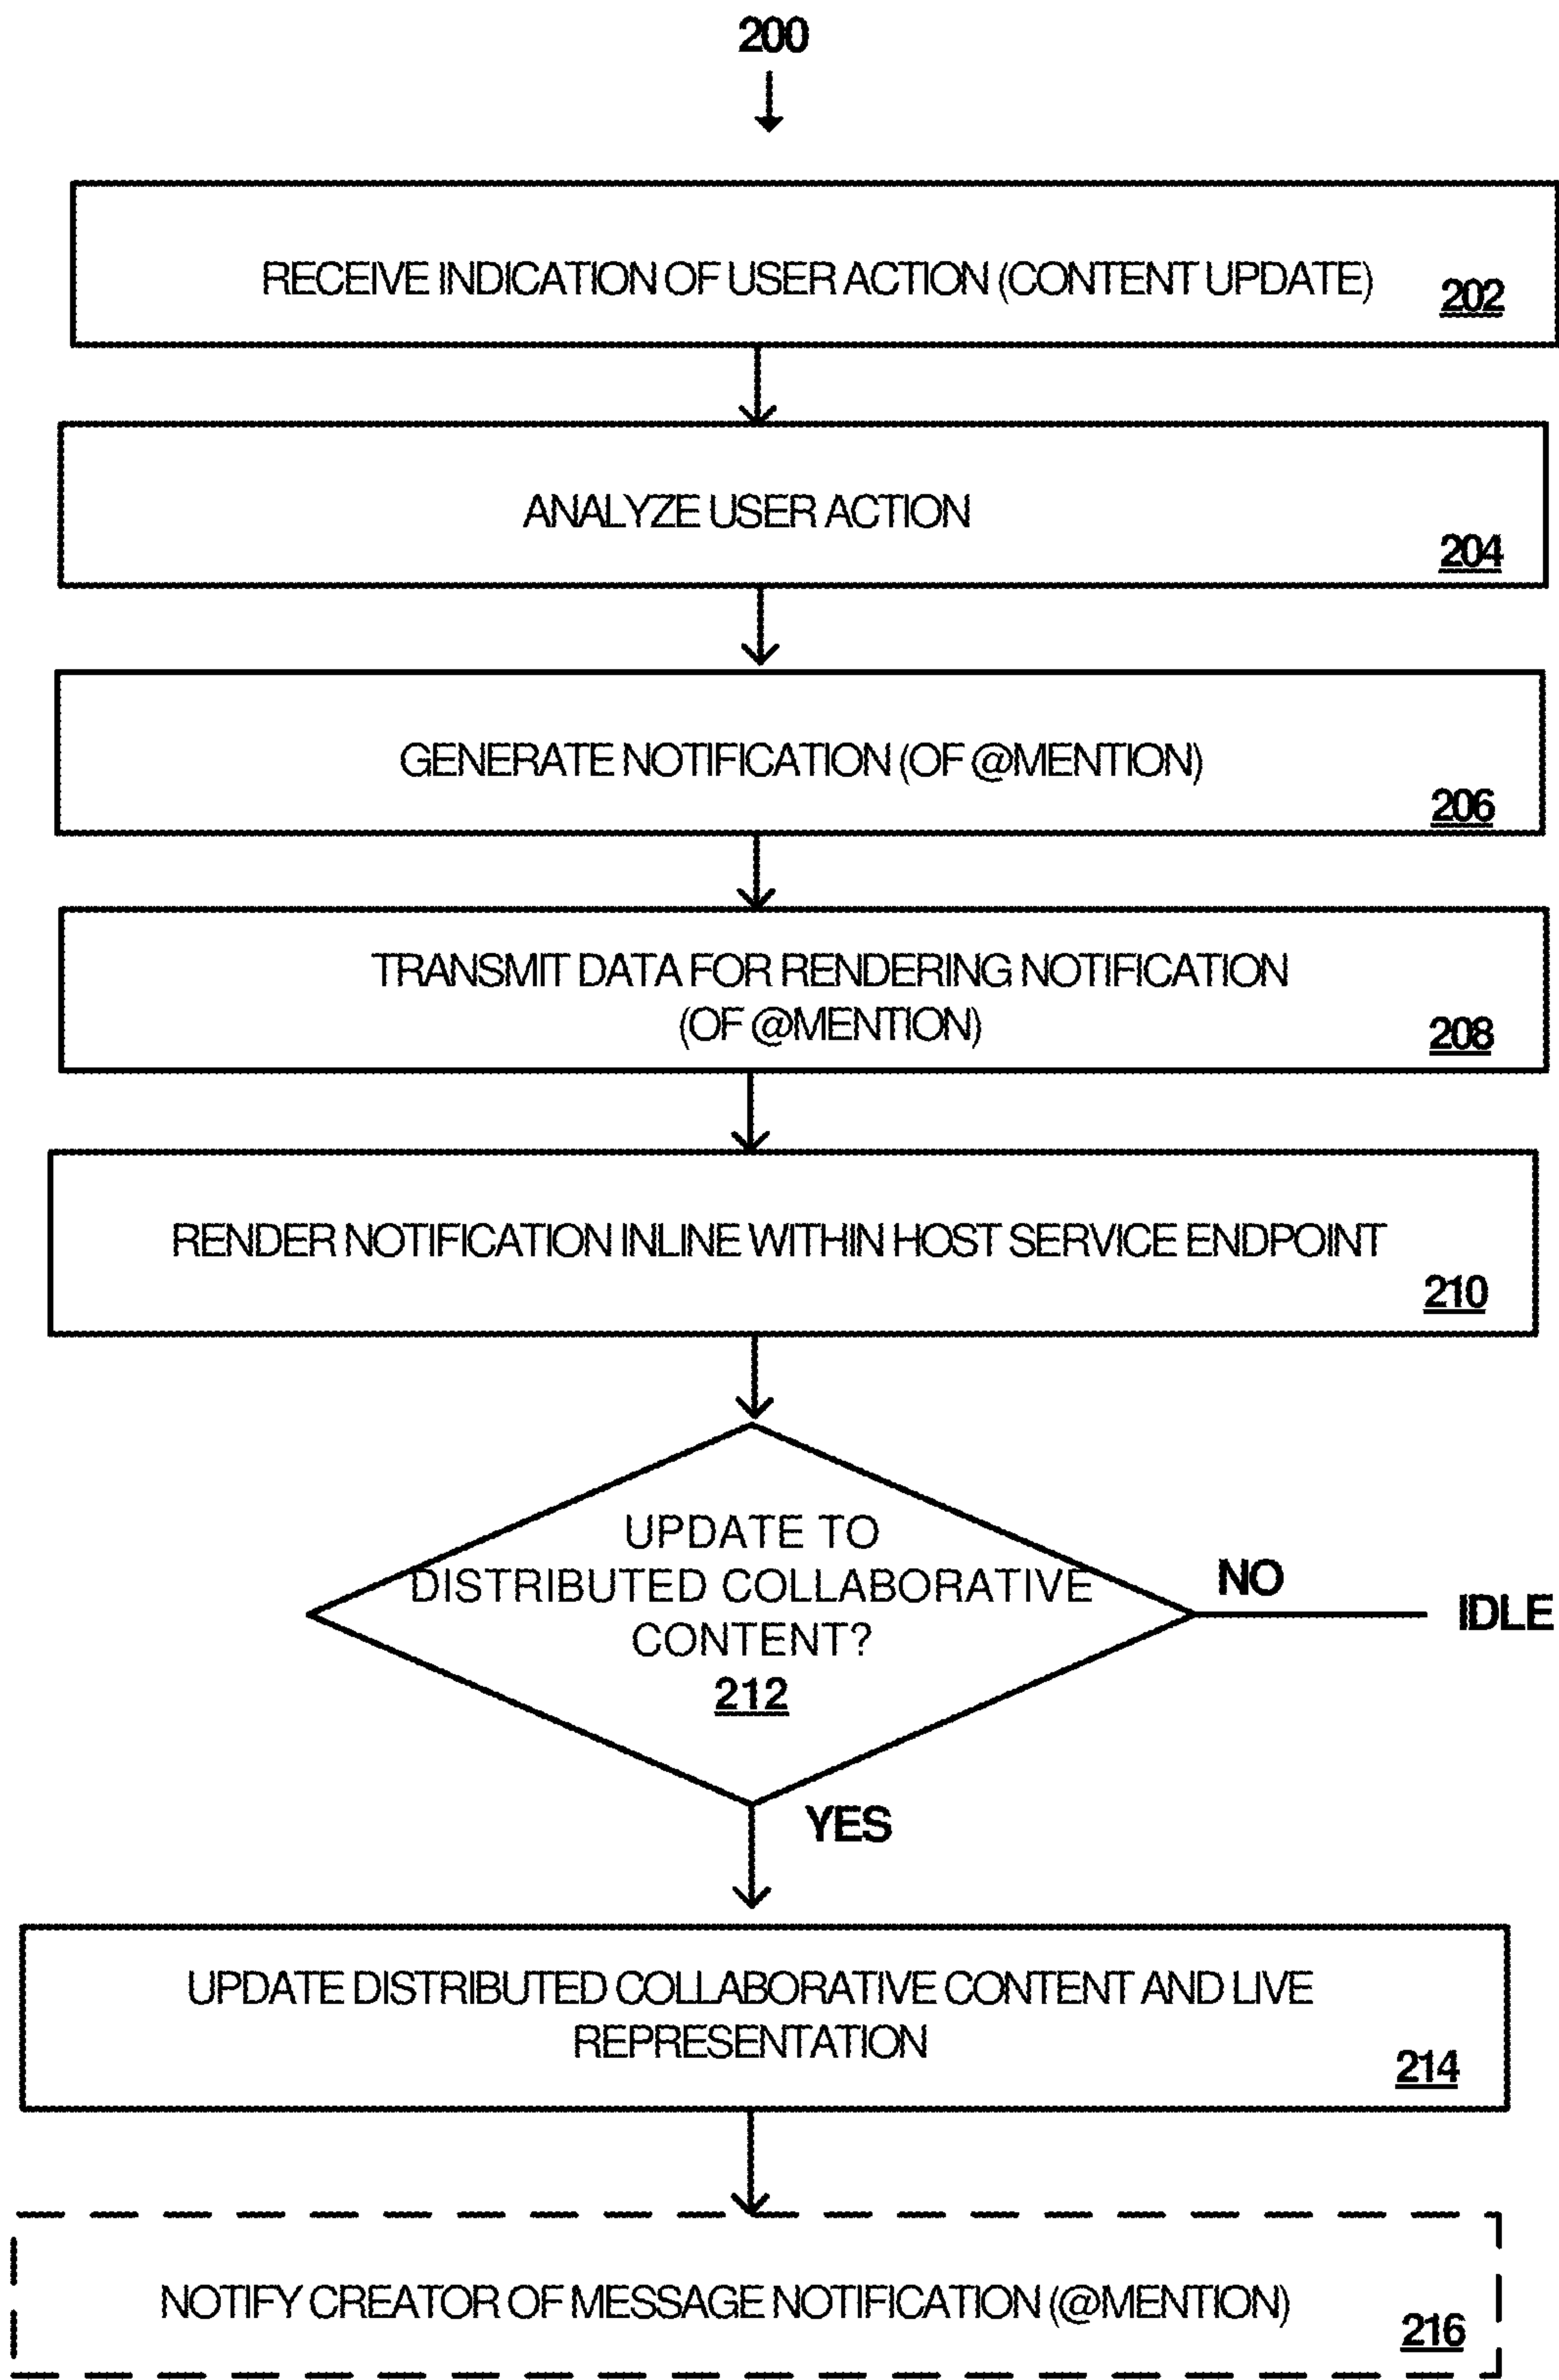 200
RECEIVE INDICATION OF USER ACTION (CONTENT UPDATE)
202
ANALYZE USER ACTION
204
GENERATE NOTIFICATION (OF @MENTION)
206
TRANSMIT DATA FOR RENDERING NOTIFICATION
(OF @MENTION)
208
RENDER NOTIFICATION INLINE WITHIN HOST SERVICE ENDPOINT
210
UPDATE TO
DISTRIBUTED COLLABORATIVE
CONTENT?
212
NO
IDLE
YES
UPDATE DISTRIBUTED COLLABORATIVE CONTENT AND LIVE
REPRESENTATION
214
NOTIFY CREATOR OF MESSAGE NOTIFICATION (@MENTION)
216